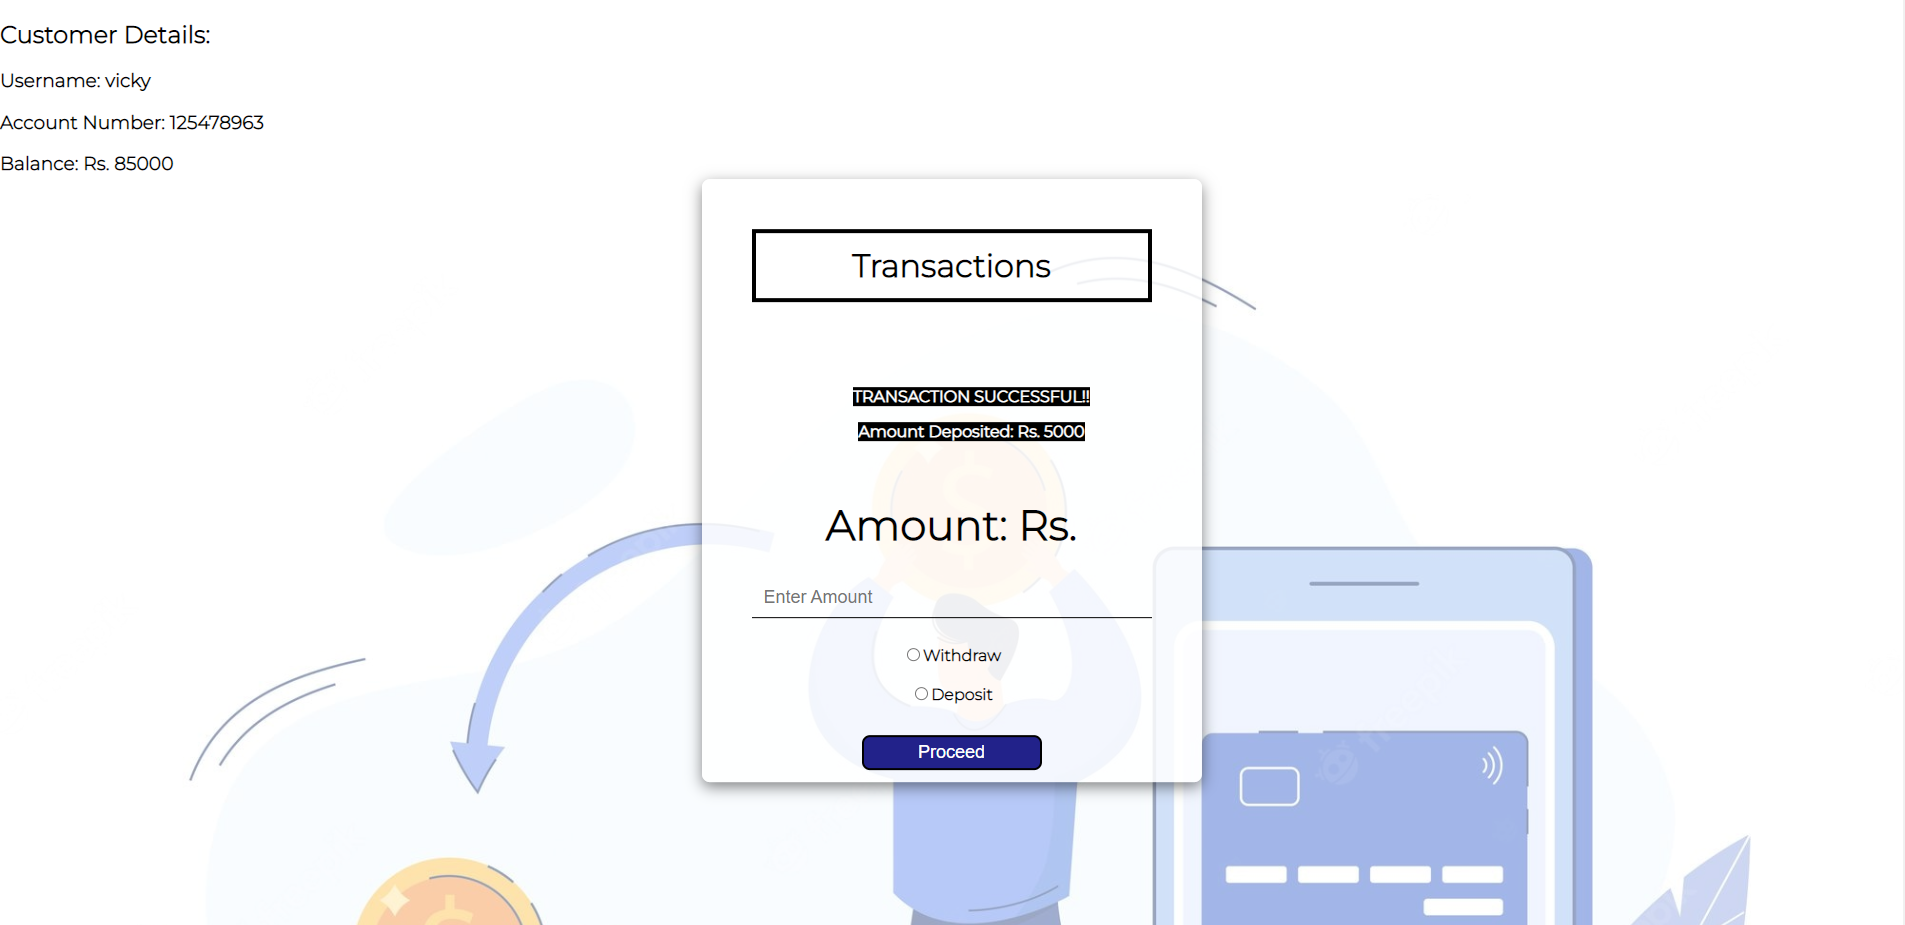 Customer Details:
Username: vicky
Account Number: 125478963
Balance: Rs. 85000
Transactions
TRANSACTION SUCCESSFUL!!
Amount Deposited: Rs. 5000
Amount: Rs.
Enter Amount
Withdraw
Deposit
Proceed